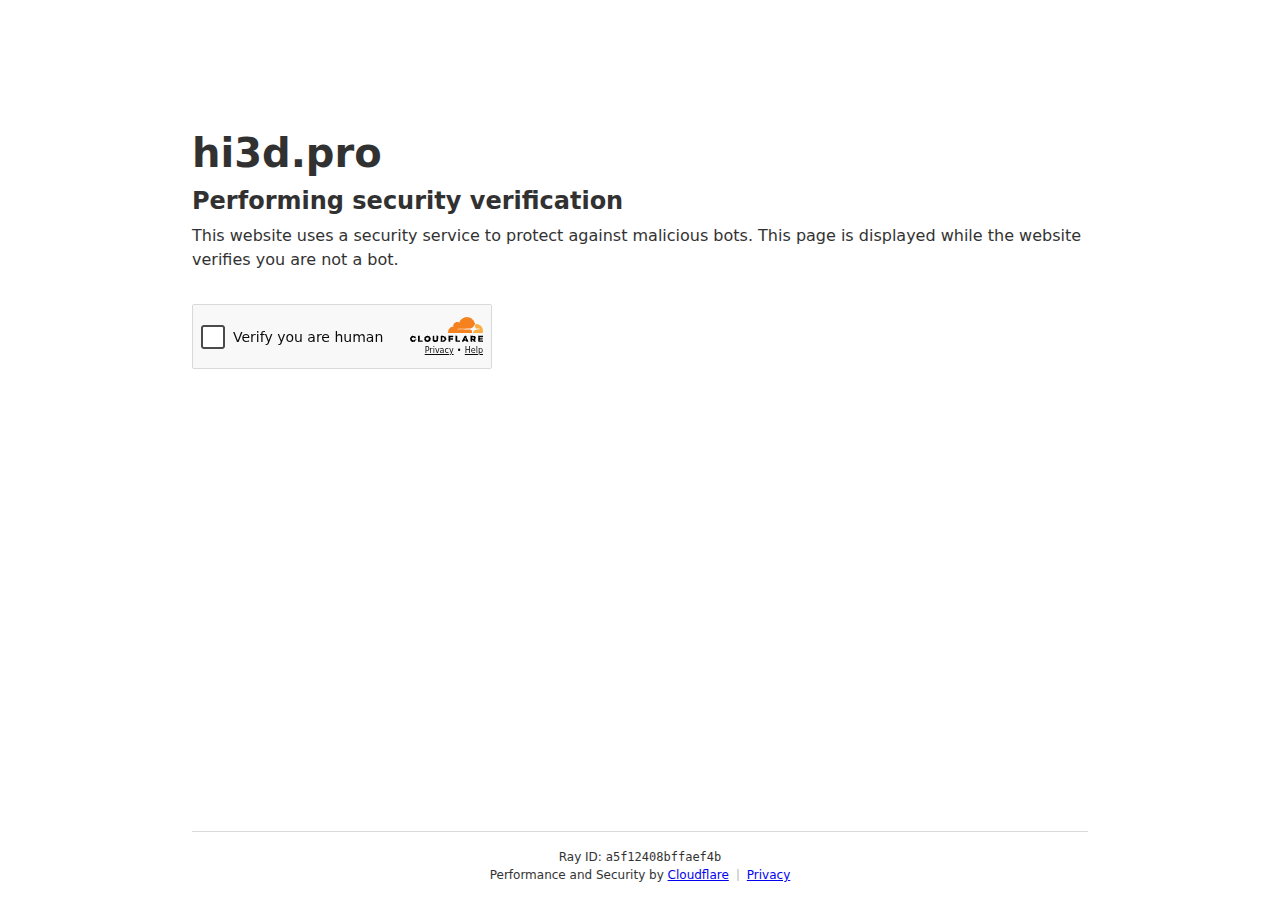 hi3d.pro
Performing security verification
This website uses a security service to protect against malicious bots. This page is displayed while the website
verifies you are not a bot.
Verify you are human
CLOUDFLARE
Privacy • Help
Ray ID: a5f12408bffaef4b
Performance and Security by Cloudflare | Privacy